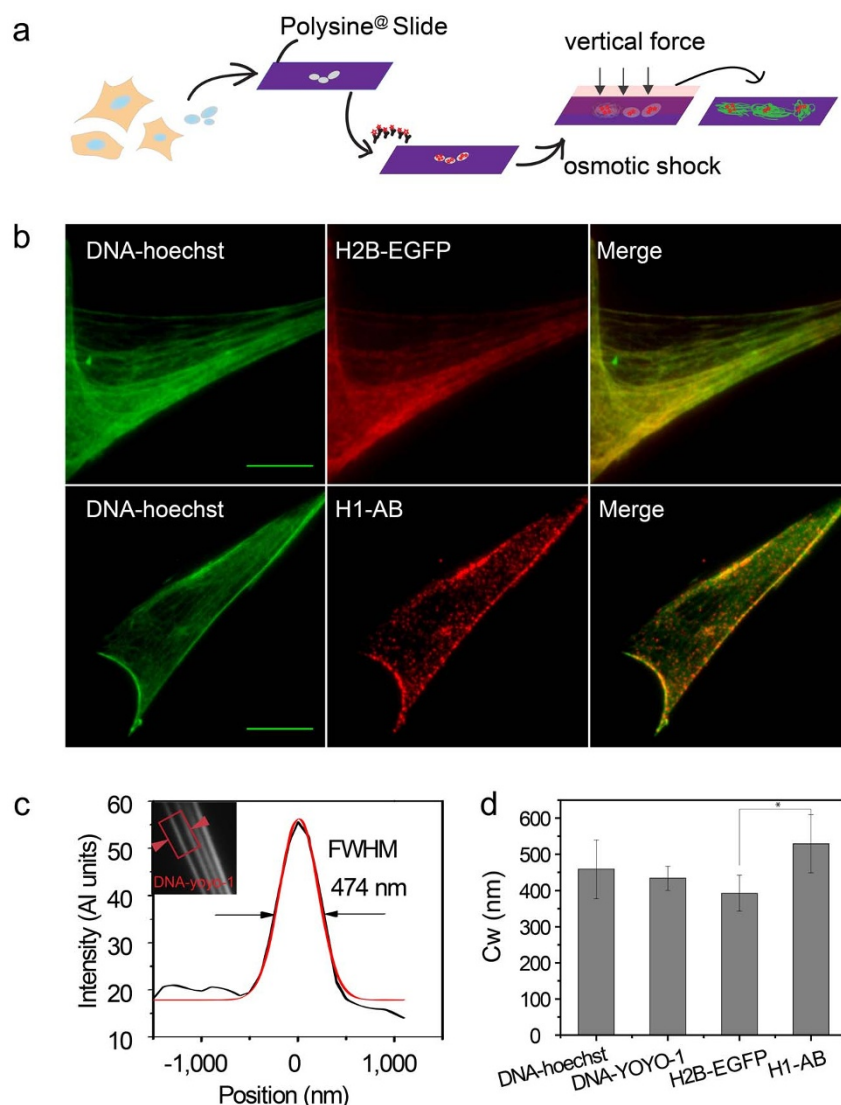 a
Polysine@ Slide
vertical force
osmotic shock
b
DNA-hoechst
H2B-EGFP
Merge
DNA-hoechst
H1-AB
Merge
c
60
50
40
30
20
10
Intensity (AI units)
DNA-yoyo-1
FWHM
474 nm
-1,000
0
1,000
Position (nm)
d
600
500
400
300
200
100
0
Cw (nm)
*
DNA-hoechst
DNA-YOYO-1
H2B-EGFP
H1-AB